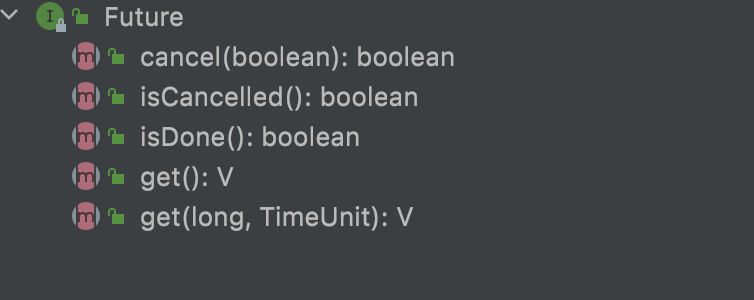 Future
cancel(boolean): boolean
isCancelled(): boolean
isDone(): boolean
get(): V
get(long, TimeUnit): V